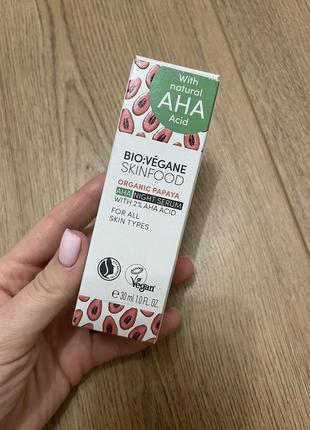 With
natural
AHA
Acid
BIO:VÉGANE
SKINFOOD
ORGANIC PAPAYA
AHA NIGHT SERUM
WITH 2% AHA ACID
FOR ALL
SKIN TYPES
Vegan
℮ 30 ml 1.0 FL. OZ.